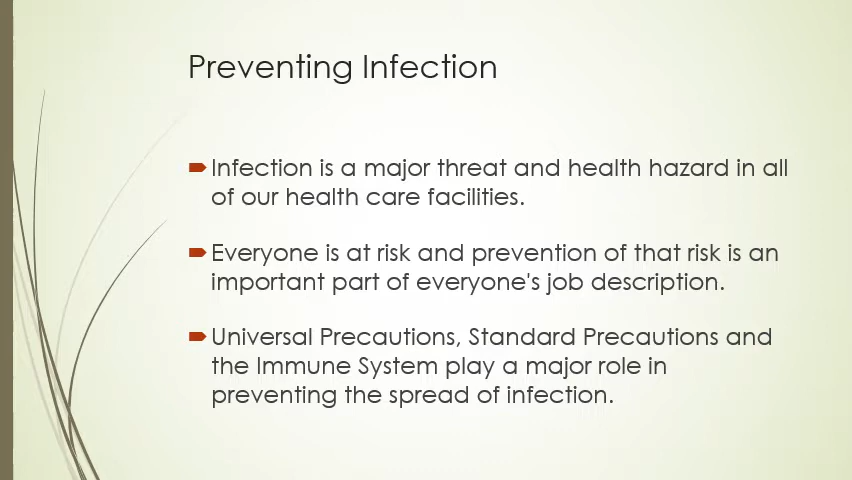 Preventing Infection
Infection is a major threat and health hazard in all
of our health care facilities.
Everyone is at risk and prevention of that risk is an
important part of everyone's job description.
Universal Precautions, Standard Precautions and
the Immune System play a major role in
preventing the spread of infection.